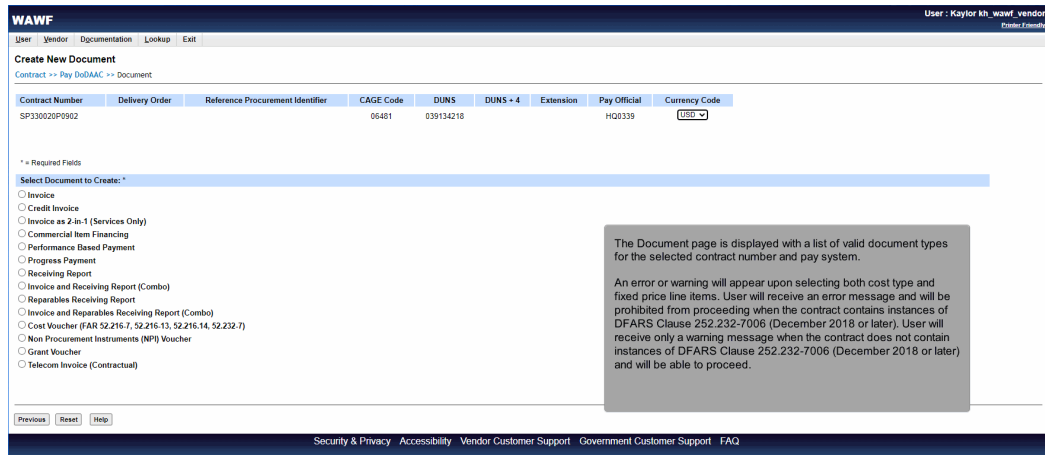 WAWF
User : Kaylor kh_wawf_vendor
Printer Friendly
User Vendor Documentation Lookup Exit
Create New Document
Contract >> Pay DoDAAC >> Document
Contract Number Delivery Order Reference Procurement Identifier CAGE Code DUNS DUNS + 4 Extension Pay Official Currency Code
SP330020P0902 06481 039134218 HQ0339 USD
* = Required Fields
Select Document to Create: *
Invoice
Credit Invoice
Invoice as 2-in-1 (Services Only)
Commercial Item Financing
Performance Based Payment
Progress Payment
Receiving Report
Invoice and Receiving Report (Combo)
Reparables Receiving Report
Invoice and Reparables Receiving Report (Combo)
Cost Voucher (FAR 52.216-7, 52.216-13, 52.216.14, 52.232-7)
Non Procurement Instruments (NPI) Voucher
Grant Voucher
Telecom Invoice (Contractual)
The Document page is displayed with a list of valid document types
for the selected contract number and pay system.
An error or warning will appear upon selecting both cost type and
fixed price line items. User will receive an error message and will be
prohibited from proceeding when the contract contains instances of
DFARS Clause 252.232-7006 (December 2018 or later). User will
receive only a warning message when the contract does not contain
instances of DFARS Clause 252.232-7006 (December 2018 or later)
and will be able to proceed.
Previous Reset Help
Security & Privacy Accessibility Vendor Customer Support Government Customer Support FAQ